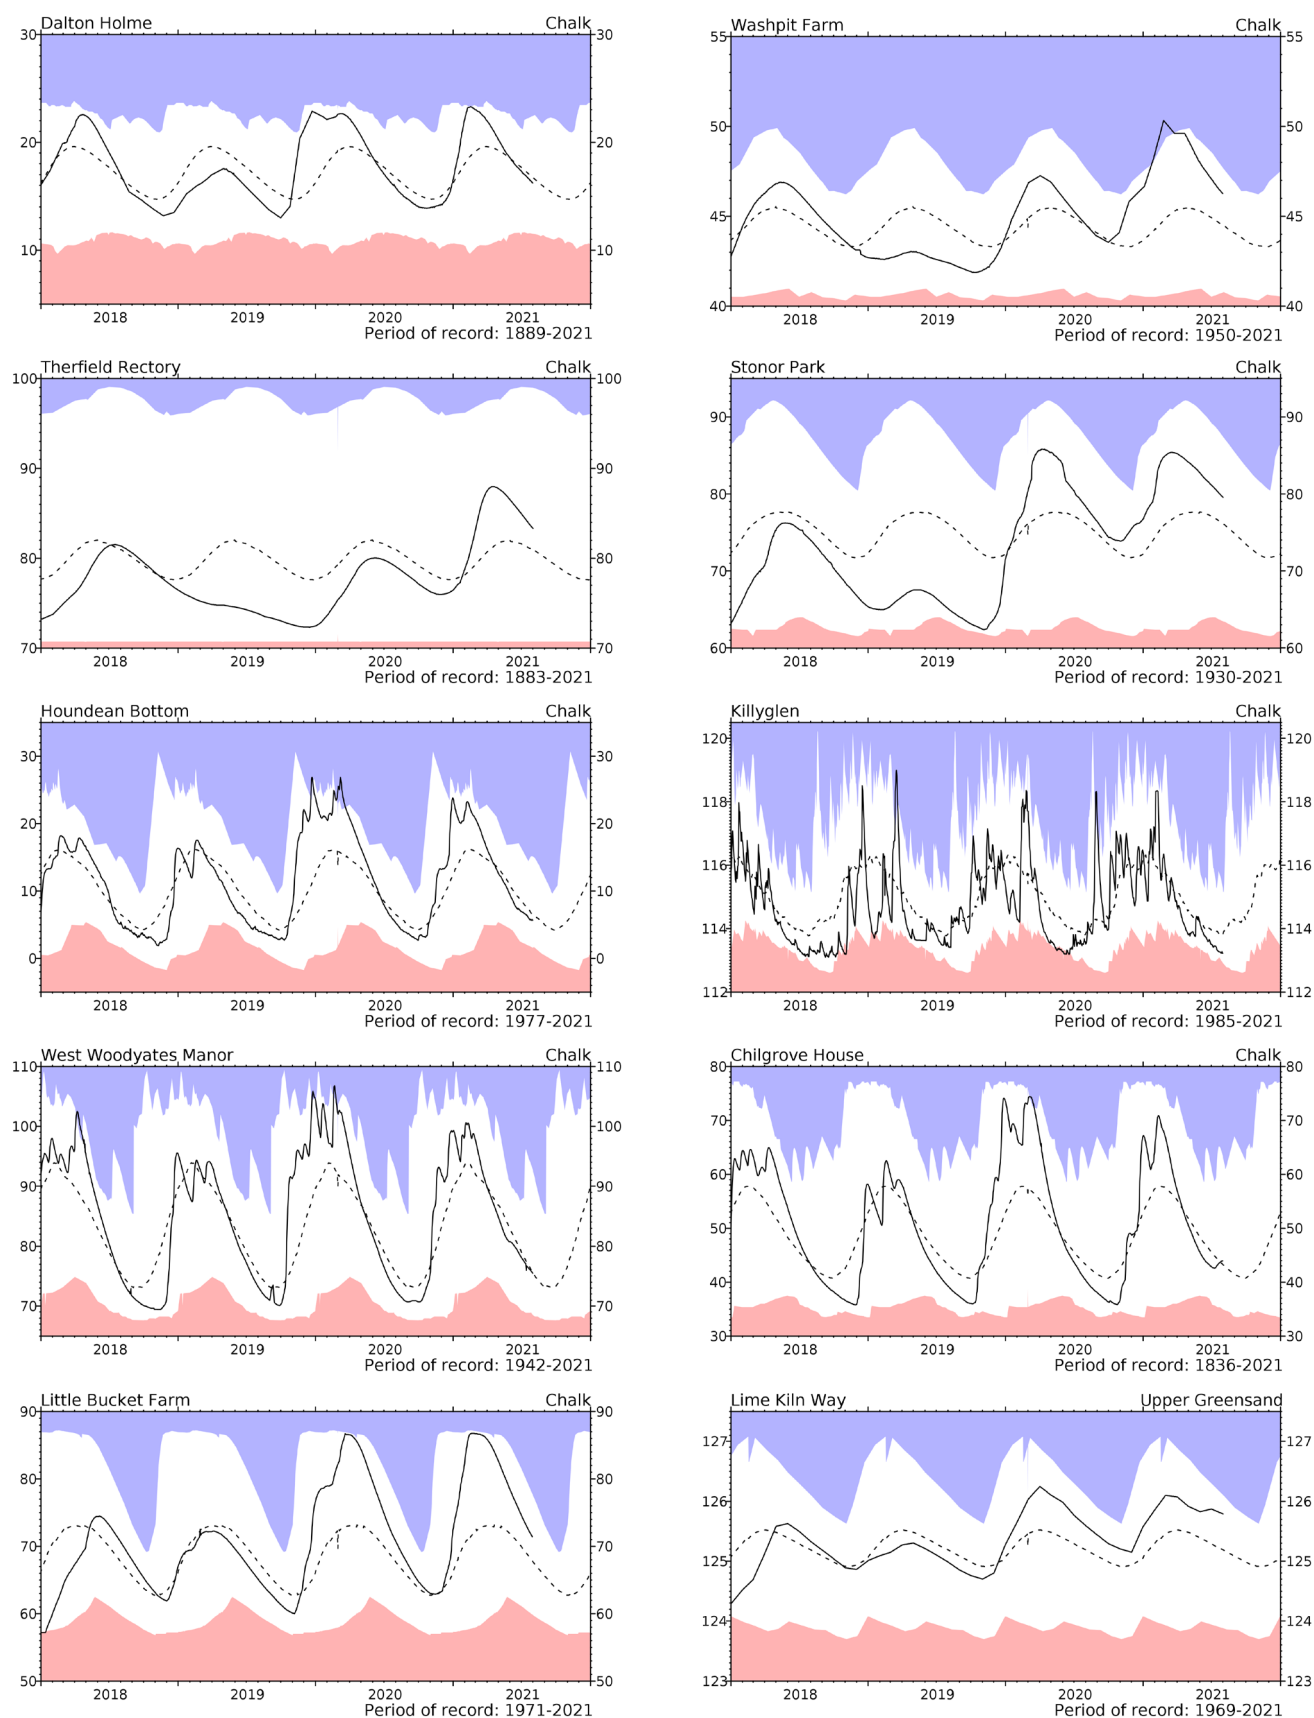 Dalton Holme Chalk
30 30
20 20
10 10
2018 2019 2020 2021
Period of record: 1889-2021
Washpit Farm Chalk
55 55
50 50
45 45
40 40
2018 2019 2020 2021
Period of record: 1950-2021
Therfield Rectory Chalk
100 100
90 90
80 80
70 70
2018 2019 2020 2021
Period of record: 1883-2021
Stonor Park Chalk
90 90
80 80
70 70
60 60
2018 2019 2020 2021
Period of record: 1930-2021
Houndean Bottom Chalk
30 30
20 20
10 10
0 0
2018 2019 2020 2021
Period of record: 1977-2021
Killyglen Chalk
120 120
118 118
116 116
114 114
112 112
2018 2019 2020 2021
Period of record: 1985-2021
West Woodyates Manor Chalk
110 110
100 100
90 90
80 80
70 70
2018 2019 2020 2021
Period of record: 1942-2021
Chilgrove House Chalk
80 80
70 70
60 60
50 50
40 40
30 30
2018 2019 2020 2021
Period of record: 1836-2021
Little Bucket Farm Chalk
90 90
80 80
70 70
60 60
50 50
2018 2019 2020 2021
Period of record: 1971-2021
Lime Kiln Way Upper Greensand
127 127
126 126
125 125
124 124
123 123
2018 2019 2020 2021
Period of record: 1969-2021